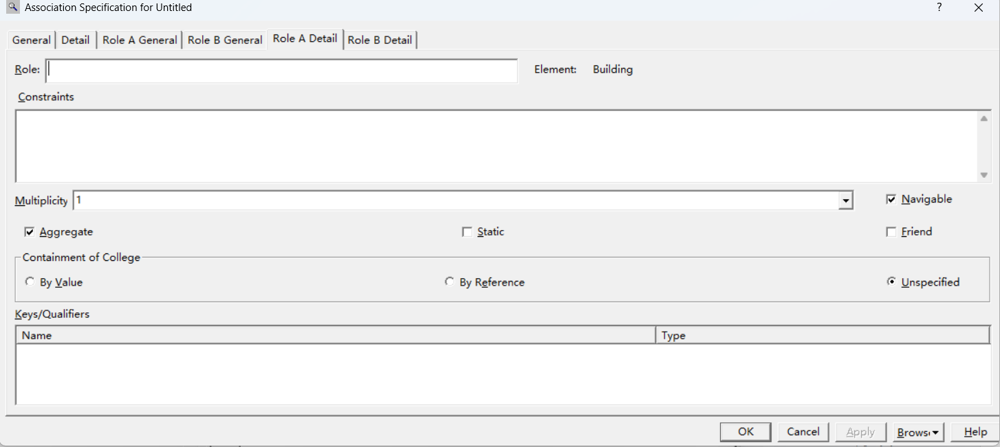 Association Specification for Untitled ?
General Detail Role A General Role B General Role A Detail Role B Detail
Role: Element: Building
Constraints
Multiplicity 1 Navigable
Aggregate Static Friend
Containment of College
By Value By Reference Unspecified
Keys/Qualifiers
Name Type
OK Cancel Apply Brows Help